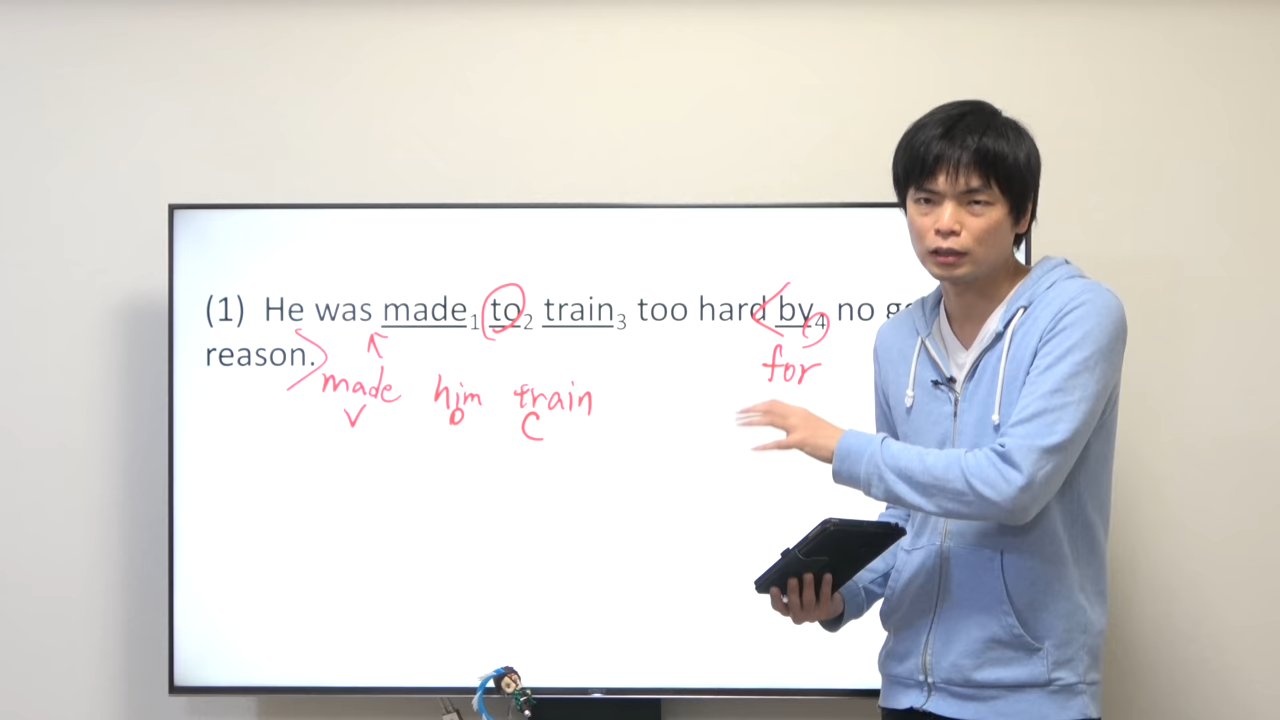 (1) He was made1 to2 train3 too hard by4 no
reason.
for
made him train
V O C